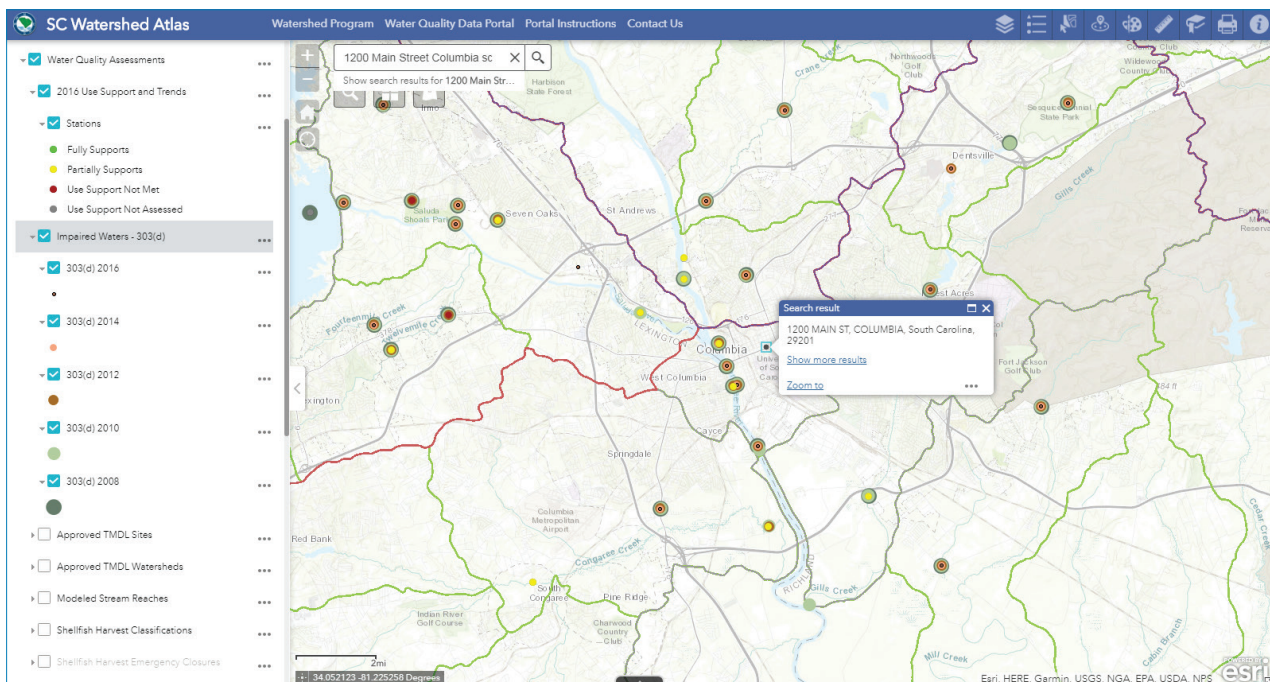 SC Watershed Atlas
Watershed Program Water Quality Data Portal Portal Instructions Contact Us
Water Quality Assessments
2016 Use Support and Trends
Stations
Fully Supports
Partially Supports
Use Support Not Met
Use Support Not Assessed
Impaired Waters - 303(d)
303(d) 2016
303(d) 2014
303(d) 2012
303(d) 2010
303(d) 2008
Approved TMDL Sites
Approved TMDL Watersheds
Modeled Stream Reaches
Shellfish Harvest Classifications
Shellfish Harvest Emergency Closures
1200 Main Street Columbia sc
Show search results for 1200 Main Str...
Irmo
Harbison
State Forest
Crane Creek
Northwoods
Golf
Club
Country Club
Wildewood
Country Club
State Park
Dentsville
Gills Creek
Saluda
Shoals Park
Seven Oaks
St Andrews
Fourteenmile Creek
Twelvemile Creek
LEXINGTON
Columbia
West Columbia
Search result
1200 MAIN ST, COLUMBIA, South Carolina,
29201
Show more results
Zoom to
Fort Jackson
Golf Club
484 ft
Cayce
Springdale
Columbia
Metropolitan
Airport
Red Bank
Congaree Creek
South
Congaree
Pine Ridge
RICHLAND
Gills Creek
Indian River
Golf Course
Charwood
Country
Club
Mill Creek
Cabin Branch
Cedar Creek
2mi
34.052123 -81.225258 Degrees
Esri, HERE, Garmin, USGS, NGA, EPA, USDA, NPS
POWERED BY
esri